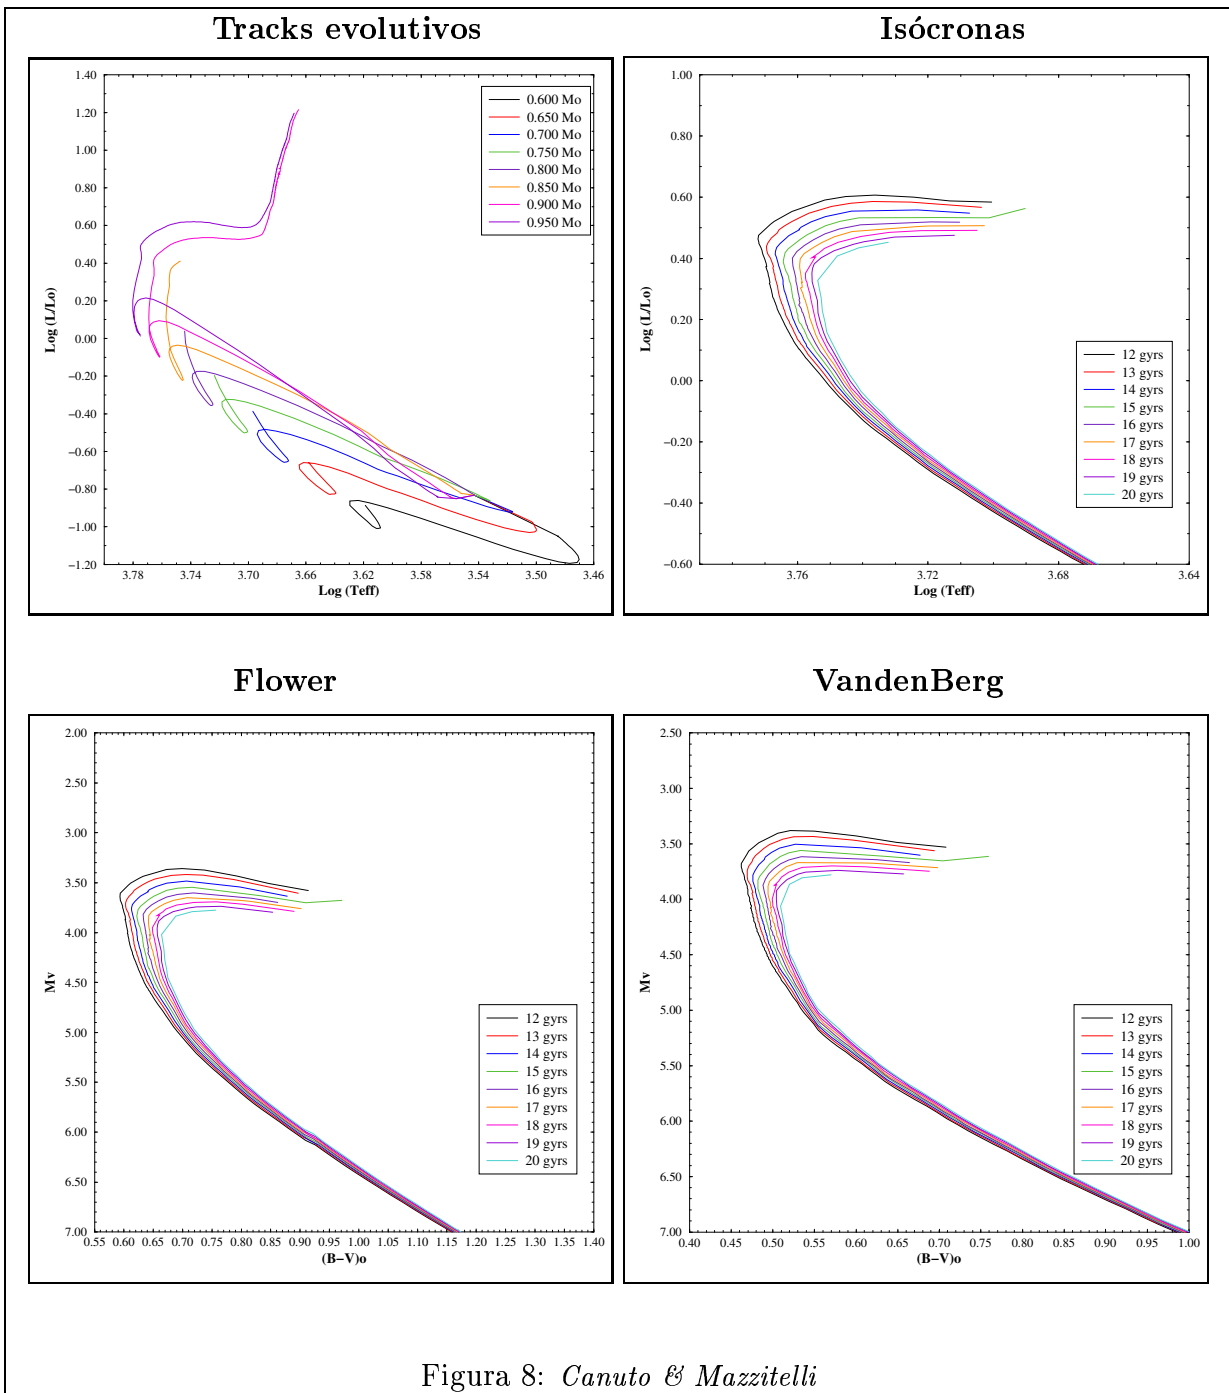 Tracks evolutivos
Isócronas
1.40
1.20
1.00
0.80
0.60
0.40
0.20
0.00
−0.20
−0.40
−0.60
−0.80
−1.00
−1.20
Log (L/Lo)
3.78 3.74 3.70 3.66 3.62 3.58 3.54 3.50 3.46
Log (Teff)
0.600 Mo
0.650 Mo
0.700 Mo
0.750 Mo
0.800 Mo
0.850 Mo
0.900 Mo
0.950 Mo
1.00
0.80
0.60
0.40
0.20
0.00
−0.20
−0.40
−0.60
Log (L/Lo)
3.76 3.72 3.68 3.64
Log (Teff)
12 gyrs
13 gyrs
14 gyrs
15 gyrs
16 gyrs
17 gyrs
18 gyrs
19 gyrs
20 gyrs
Flower
VandenBerg
2.00
2.50
3.00
3.50
4.00
4.50
5.00
5.50
6.00
6.50
7.00
Mv
0.55 0.60 0.65 0.70 0.75 0.80 0.85 0.90 0.95 1.00 1.05 1.10 1.15 1.20 1.25 1.30 1.35 1.40
(B−V)o
12 gyrs
13 gyrs
14 gyrs
15 gyrs
16 gyrs
17 gyrs
18 gyrs
19 gyrs
20 gyrs
2.50
3.00
3.50
4.00
4.50
5.00
5.50
6.00
6.50
7.00
Mv
0.40 0.45 0.50 0.55 0.60 0.65 0.70 0.75 0.80 0.85 0.90 0.95 1.00
(B−V)o
12 gyrs
13 gyrs
14 gyrs
15 gyrs
16 gyrs
17 gyrs
18 gyrs
19 gyrs
20 gyrs
Figura 8: Canuto & Mazzitelli